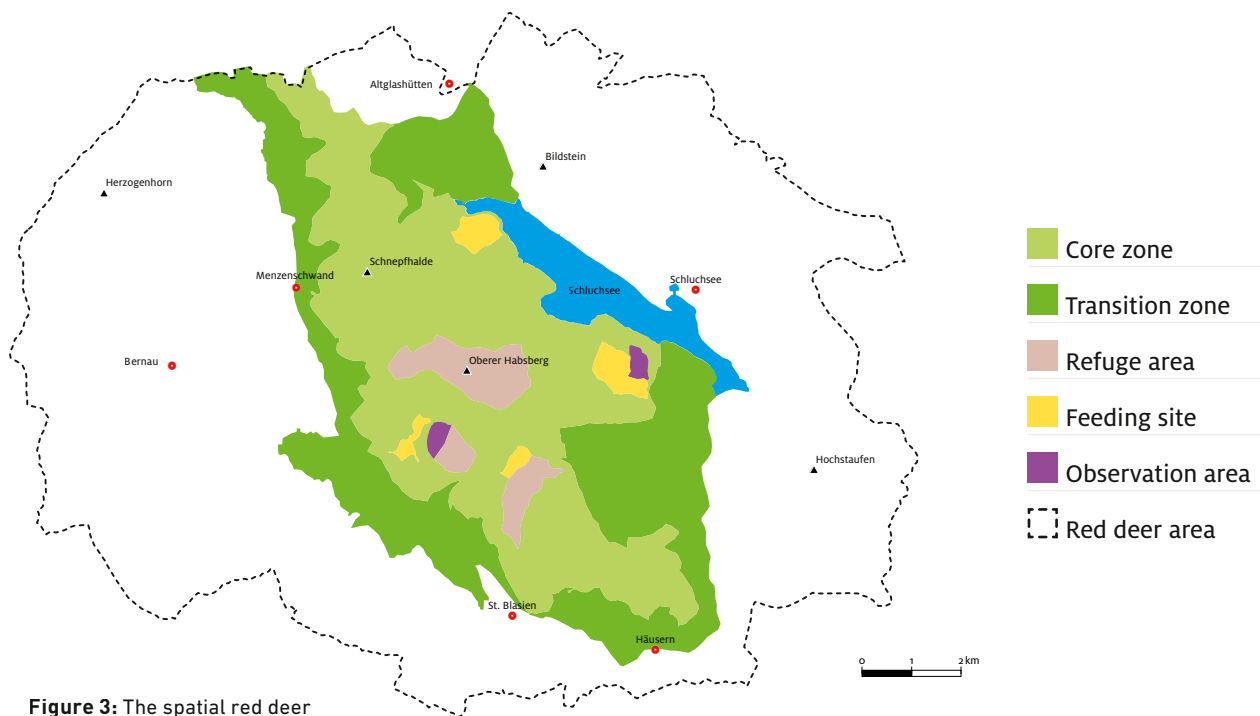 Altglashütten
Bildstein
Herzogenhorn
Schnepfhalde
Menzenschwand
Schluchsee
Schluchsee
Bernau
Oberer Habsberg
Hochstaufen
St. Blasien
Häusern
0 1 2 km
Core zone
Transition zone
Refuge area
Feeding site
Observation area
Red deer area
Figure 3: The spatial red deer